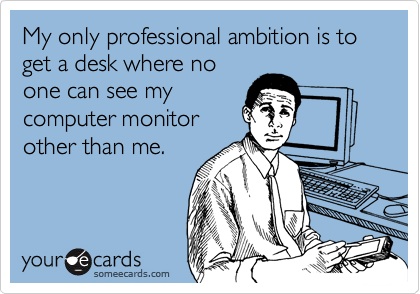 My only professional ambition is to
get a desk where no
one can see my
computer monitor
other than me.
your e cards
someecards.com